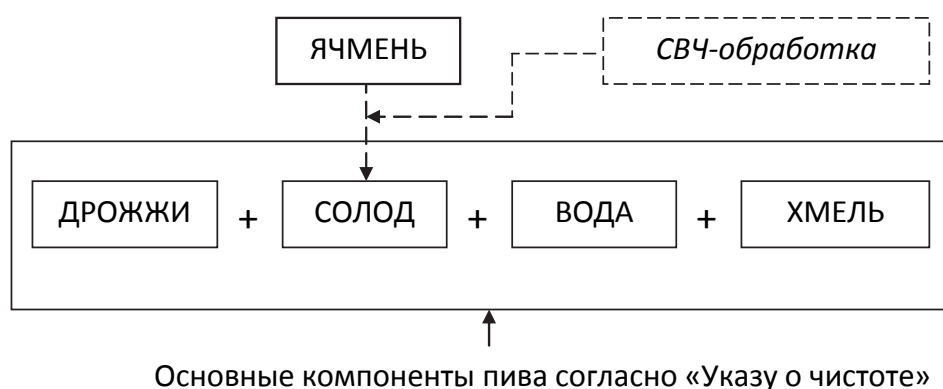 ЯЧМЕНЬ СВЧ-обработка
ДРОЖЖИ + СОЛОД + ВОДА + ХМЕЛЬ
Основные компоненты пива согласно «Указу о чистоте»